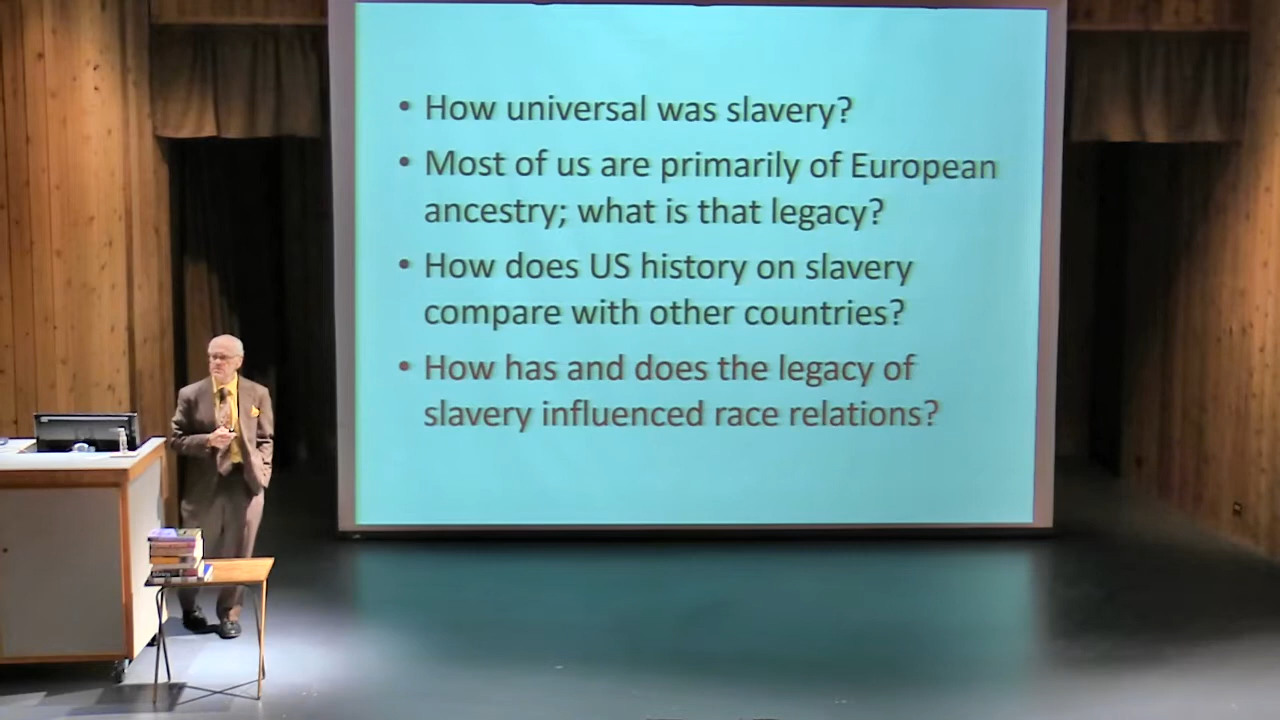 • How universal was slavery?
• Most of us are primarily of European
ancestry; what is that legacy?
• How does US history on slavery
compare with other countries?
• How has and does the legacy of
slavery influenced race relations?